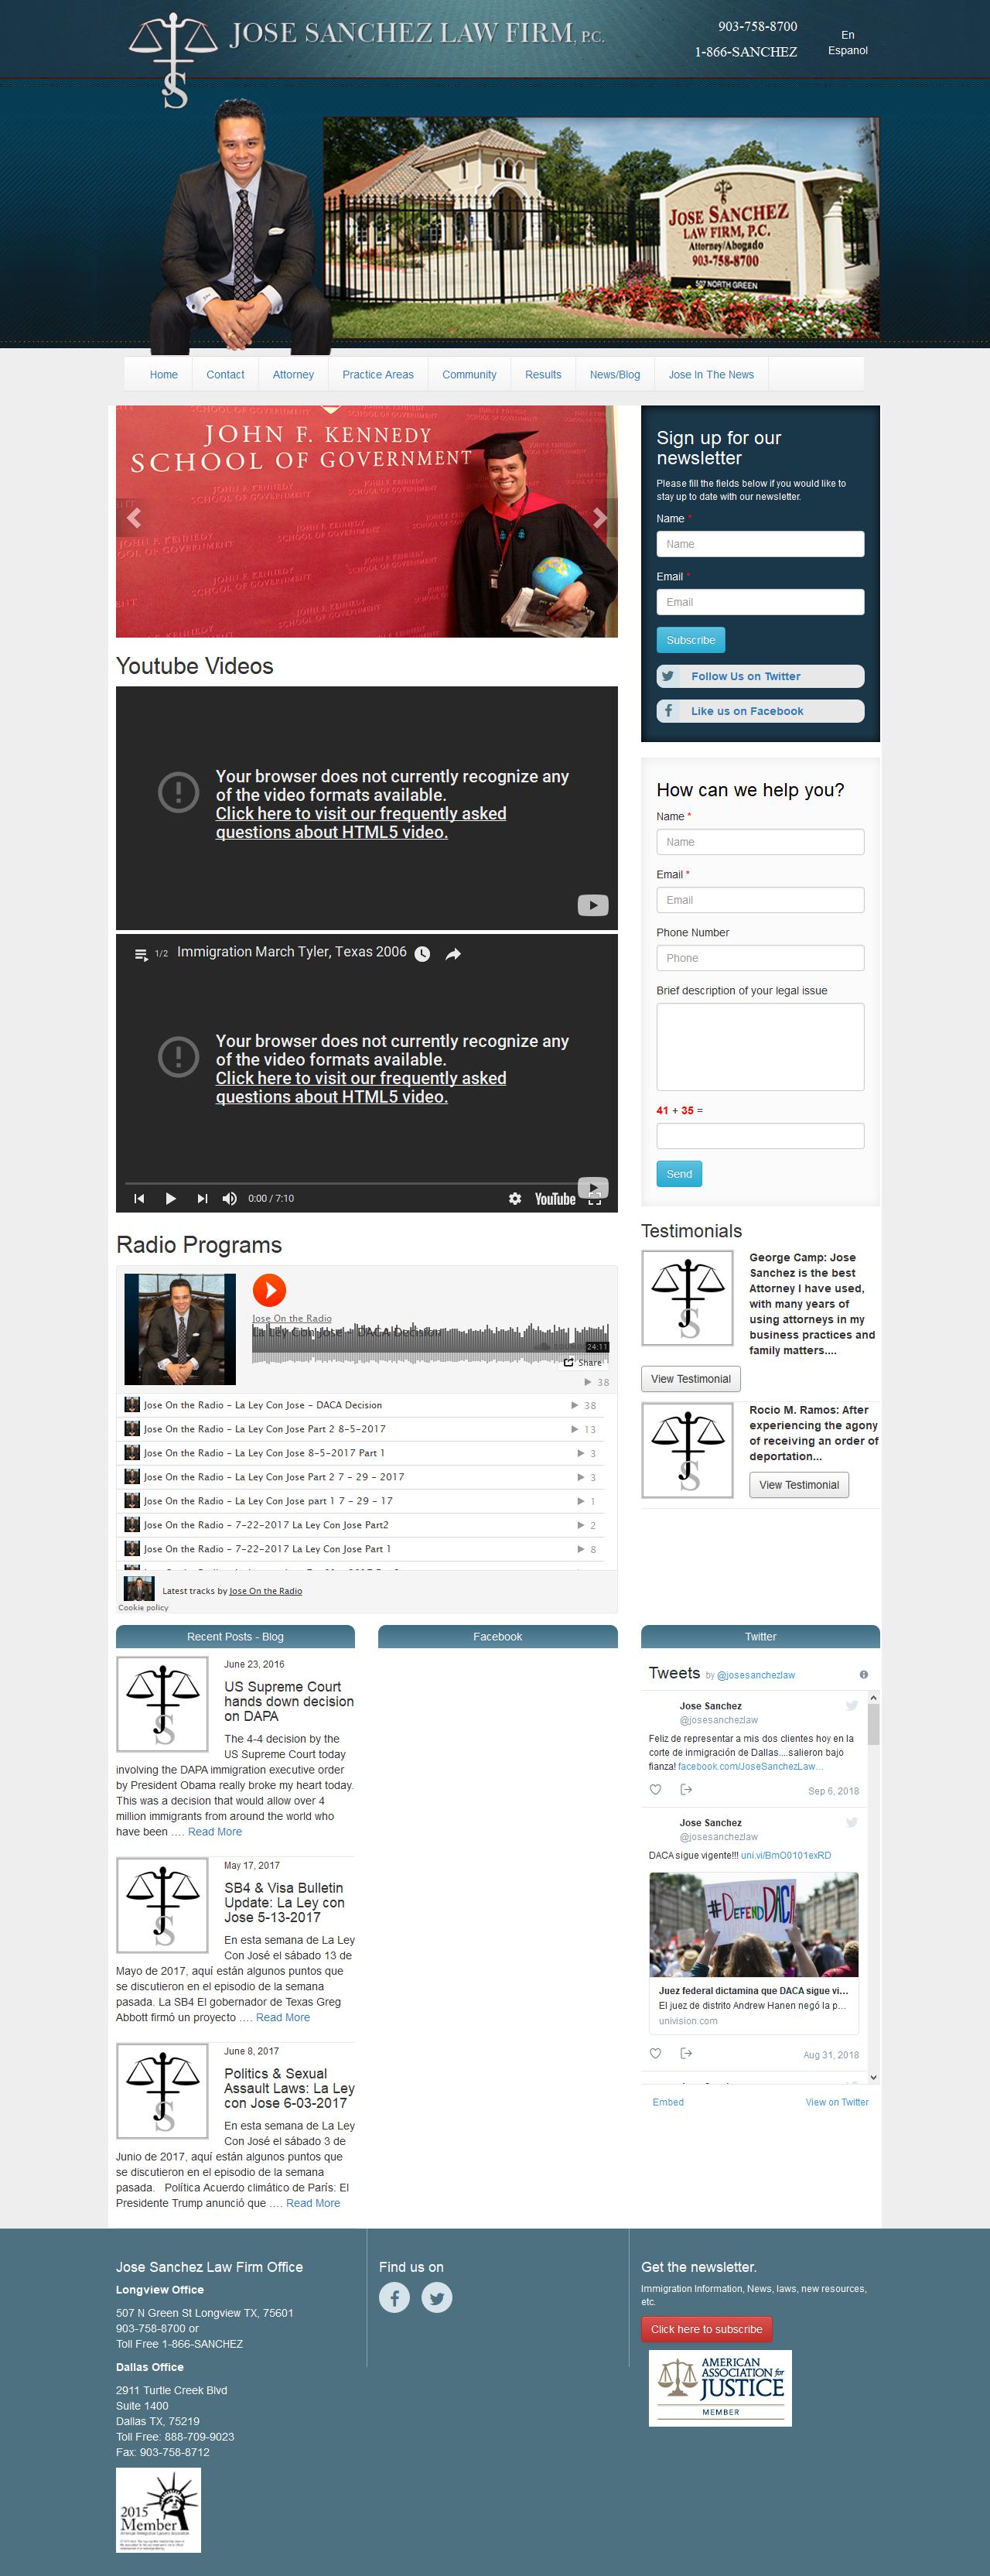 JOSE SANCHEZ LAW FIRM, P.C.
903-758-8700
1-866-SANCHEZ
En
Espanol
JOSE SANCHEZ
LAW FIRM, P.C.
Attorney/Abogado
903-758-8700
507 NORTH GREEN
Home
Contact
Attorney
Practice Areas
Community
Results
News/Blog
Jose In The News
JOHN F. KENNEDY
SCHOOL OF GOVERNMENT
Sign up for our
newsletter
Please fill the fields below if you would like to
stay up to date with our newsletter.
Name *
Name
Email *
Email
Subscribe
Follow Us on Twitter
Like us on Facebook
Youtube Videos
Your browser does not currently recognize any
of the video formats available.
Click here to visit our frequently asked
questions about HTML5 video.
1/2 Immigration March Tyler, Texas 2006
Your browser does not currently recognize any
of the video formats available.
Click here to visit our frequently asked
questions about HTML5 video.
0:00 / 7:10
YouTube
How can we help you?
Name *
Name
Email *
Email
Phone Number
Phone
Brief description of your legal issue
41 + 35 =
Send
Radio Programs
Jose On the Radio
La Ley Con Jose - DACA Decision
24:11
Share
38
Jose On the Radio - La Ley Con Jose - DACA Decision 38
Jose On the Radio - La Ley Con Jose Part 2 8-5-2017 13
Jose On the Radio - La Ley Con Jose 8-5-2017 Part 1 3
Jose On the Radio - La Ley Con Jose Part 2 7 - 29 - 2017 3
Jose On the Radio - La Ley Con Jose part 1 7 - 29 - 17 1
Jose On the Radio - 7-22-2017 La Ley Con Jose Part2 2
Jose On the Radio - 7-22-2017 La Ley Con Jose Part 1 8
Latest tracks by Jose On the Radio
Cookie policy
Testimonials
George Camp: Jose
Sanchez is the best
Attorney I have used,
with many years of
using attorneys in my
business practices and
family matters....
View Testimonial
Rocio M. Ramos: After
experiencing the agony
of receiving an order of
deportation...
View Testimonial
Recent Posts - Blog
June 23, 2016
US Supreme Court
hands down decision
on DAPA
The 4-4 decision by the
US Supreme Court today
involving the DAPA immigration executive order
by President Obama really broke my heart today.
This was a decision that would allow over 4
million immigrants from around the world who
have been .... Read More
May 17, 2017
SB4 & Visa Bulletin
Update: La Ley con
Jose 5-13-2017
En esta semana de La Ley
Con José el sábado 13 de
Mayo de 2017, aquí están algunos puntos que
se discutieron en el episodio de la semana
pasada. La SB4 El gobernador de Texas Greg
Abbott firmó un proyecto .... Read More
June 8, 2017
Politics & Sexual
Assault Laws: La Ley
con Jose 6-03-2017
En esta semana de La Ley
Con José el sábado 3 de
Junio de 2017, aquí están algunos puntos que
se discutieron en el episodio de la semana
pasada. Política Acuerdo climático de París: El
Presidente Trump anunció que .... Read More
Facebook
Twitter
Tweets by @josesanchezlaw
Jose Sanchez
@josesanchezlaw
Feliz de representar a mis dos clientes hoy en la
corte de inmigración de Dallas....salieron bajo
fianza! facebook.com/JoseSanchezLaw...
Sep 6, 2018
Jose Sanchez
@josesanchezlaw
DACA sigue vigente!!! uni.vi/BmO0101exRD
#DEFENDDACA
Juez federal dictamina que DACA sigue vi...
El juez de distrito Andrew Hanen negó la p...
univision.com
Aug 31, 2018
Embed
View on Twitter
Jose Sanchez Law Firm Office
Longview Office
507 N Green St Longview TX, 75601
903-758-8700 or
Toll Free 1-866-SANCHEZ
Dallas Office
2911 Turtle Creek Blvd
Suite 1400
Dallas TX, 75219
Toll Free: 888-709-9023
Fax: 903-758-8712
2015
Member
Find us on
Get the newsletter.
Immigration Information, News, laws, new resources,
etc.
Click here to subscribe
AMERICAN
ASSOCIATION for
JUSTICE
MEMBER